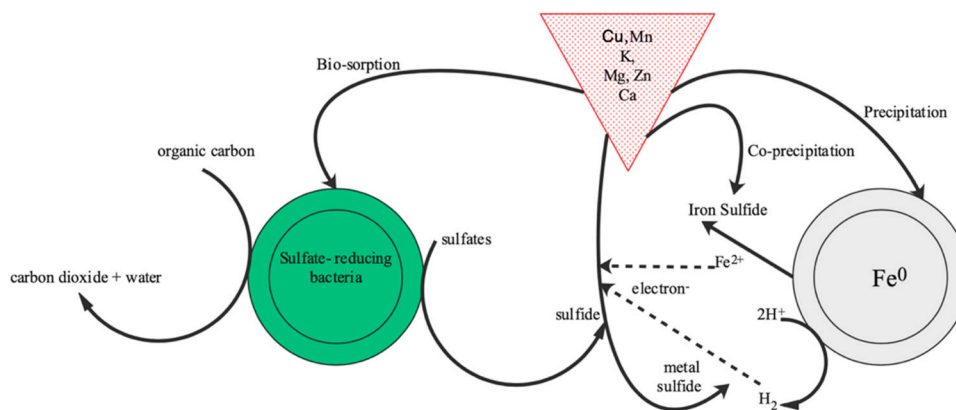 Cu, Mn
K,
Mg, Zn
Ca
Bio-sorption
Precipitation
organic carbon
Co-precipitation
Iron Sulfide
Sulfate- reducing
bacteria
sulfates
carbon dioxide + water
Fe²⁺
Fe⁰
electron⁻
sulfide
2H⁺
metal
sulfide
H₂